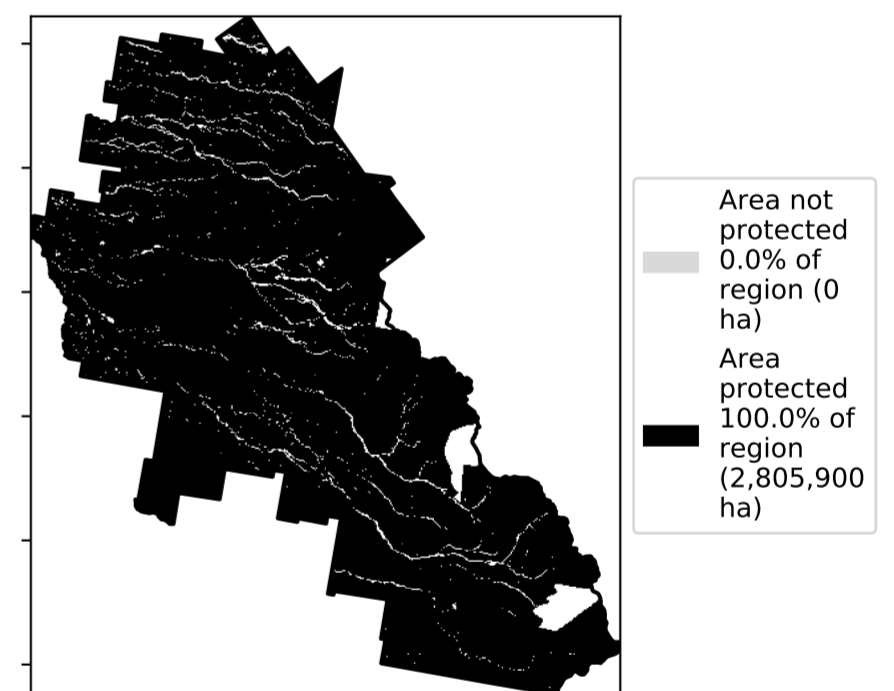 Area not
protected
0.0% of
region (0
ha)
Area
protected
100.0% of
region
(2,805,900
ha)